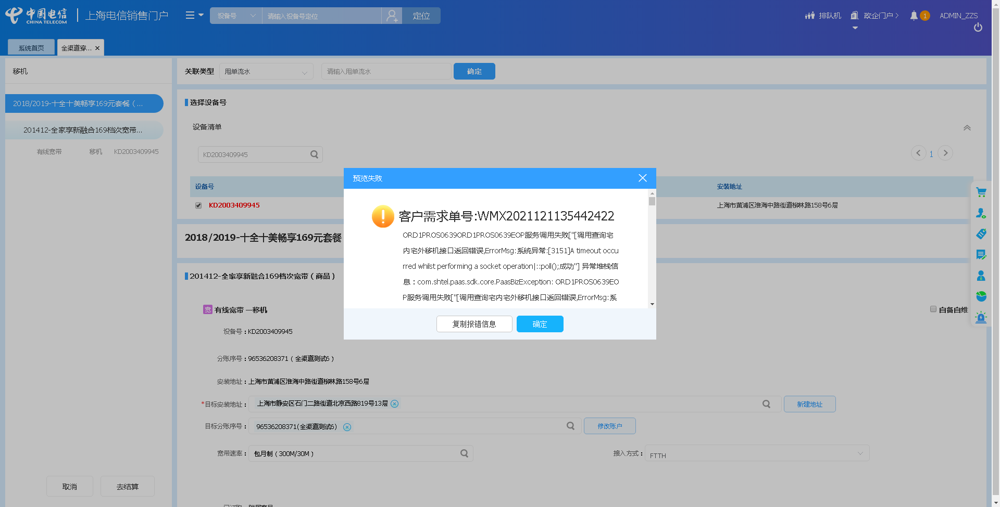 中国电信
CHINA TELECOM
上海电信销售门户
设备号
请输入设备号定位
定位
排队机
政企门户
1
ADMIN_ZZS
系统首页
全渠道穿...
移机
2018/2019-十全十美畅享169元套餐（...
201412-全家享新融合169档次宽带...
有线宽带 移机 KD2003409945
关联类型
甩单流水
请输入甩单流水
确定
选择设备号
设备清单
KD2003409945
1
设备号
安装地址
KD2003409945
上海市黄浦区淮海中路街道柳林路158号6层
2018/2019-十全十美畅享169元套餐
201412-全家享新融合169档次宽带（商品）
宽 有线宽带 —移机
自备自维
设备号：KD2003409945
分账序号：96536208371（全渠道测试6）
安装地址：上海市黄浦区淮海中路街道柳林路158号6层
*目标安装地址：
上海市静安区石门二路街道北京西路819号13层
新建地址
目标分账序号：
96536208371(全渠道测试6)
修改账户
宽带速率：
包月制（300M/30M）
接入方式：
FTTH
取消
去结算
预览失败
客户需求单号:WMX2021121135442422
ORD1PROS0639ORD1PROS0639EOP服务调用失败["[调用查询宅
内宅外移机接口返回错误,ErrorMsg:系统异常:[3151]A timeout occu
rred whilst performing a socket operation|::poll();成功"] 异常堆栈信
息：com.shtel.paas.sdk.core.PaasBizException: ORD1PROS0639EO
P服务调用失败["[调用查询宅内宅外移机接口返回错误,ErrorMsg:系
复制报错信息
确定